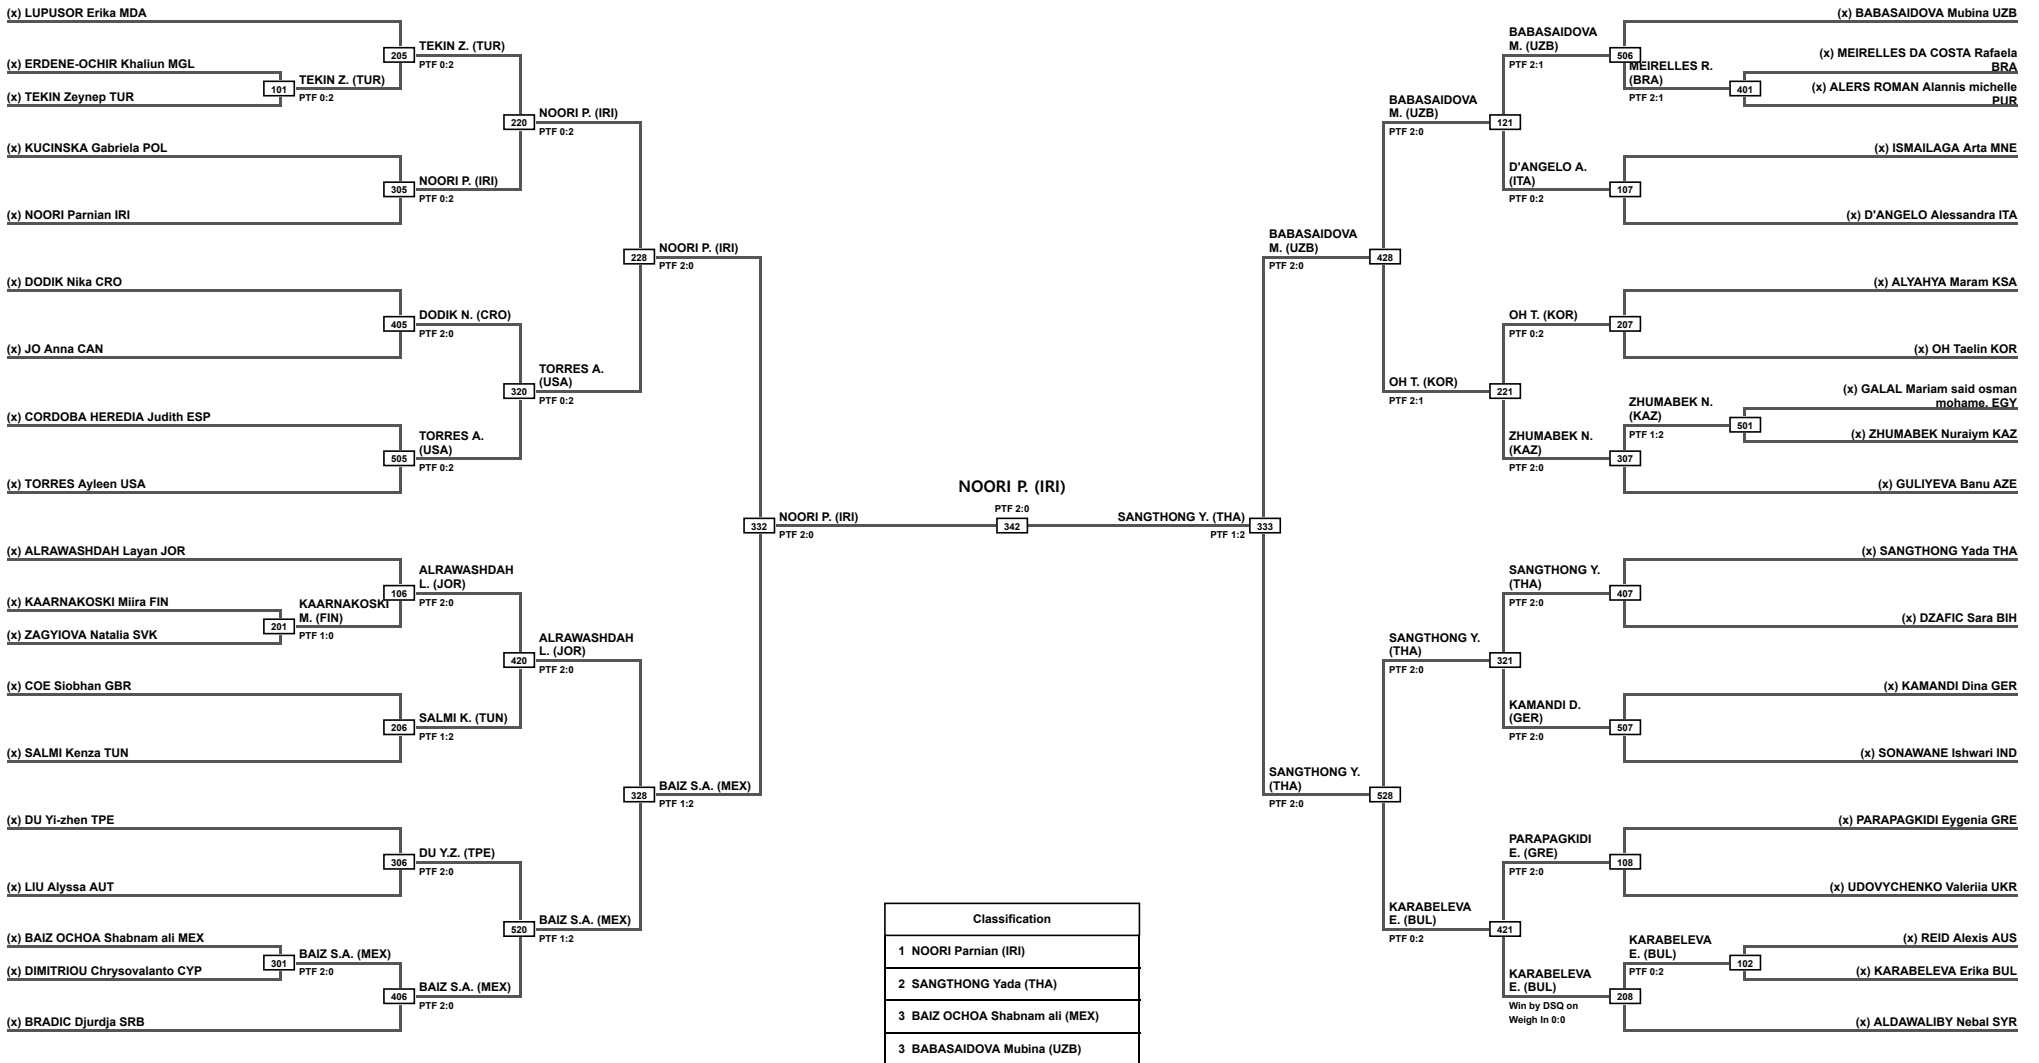 (x) LUPUSOR Erika MDA
(x) ERDENE-OCHIR Khaliun MGL
(x) TEKIN Zeynep TUR
(x) KUCINSKA Gabriela POL
(x) NOORI Parnian IRI
(x) DODIK Nika CRO
(x) JO Anna CAN
(x) CORDOBA HEREDIA Judith ESP
(x) TORRES Ayleen USA
(x) ALRAWASHDAH Layan JOR
(x) KAARNAKOSKI Miira FIN
(x) ZAGYIOVA Natalia SVK
(x) COE Siobhan GBR
(x) SALMI Kenza TUN
(x) DU Yi-zhen TPE
(x) LIU Alyssa AUT
(x) BAIZ OCHOA Shabnam ali MEX
(x) DIMITRIOU Chrysovalanto CYP
(x) BRADIC Djurdja SRB
101
TEKIN Z. (TUR)
PTF 0:2
201
KAARNAKOSKI
M. (FIN)
PTF 1:0
301
BAIZ S.A. (MEX)
PTF 2:0
205
TEKIN Z. (TUR)
PTF 0:2
305
NOORI P. (IRI)
PTF 0:2
405
DODIK N. (CRO)
PTF 2:0
505
TORRES A.
(USA)
PTF 0:2
106
ALRAWASHDAH
L. (JOR)
PTF 2:0
206
SALMI K. (TUN)
PTF 1:2
306
DU Y.Z. (TPE)
PTF 2:0
406
BAIZ S.A. (MEX)
PTF 2:0
220
NOORI P. (IRI)
PTF 0:2
320
TORRES A.
(USA)
PTF 0:2
420
ALRAWASHDAH
L. (JOR)
PTF 2:0
520
BAIZ S.A. (MEX)
PTF 1:2
228
NOORI P. (IRI)
PTF 2:0
328
BAIZ S.A. (MEX)
PTF 1:2
332
NOORI P. (IRI)
PTF 2:0
NOORI P. (IRI)
PTF 2:0
342
SANGTHONG Y. (THA)
PTF 1:2
333
BABASAIDOVA
M. (UZB)
PTF 2:0
428
SANGTHONG Y.
(THA)
PTF 2:0
528
BABASAIDOVA
M. (UZB)
PTF 2:0
121
OH T. (KOR)
PTF 2:1
221
SANGTHONG Y.
(THA)
PTF 2:0
321
KARABELEVA
E. (BUL)
PTF 0:2
421
BABASAIDOVA
M. (UZB)
PTF 2:1
506
D'ANGELO A.
(ITA)
PTF 0:2
107
OH T. (KOR)
PTF 0:2
207
ZHUMABEK N.
(KAZ)
PTF 2:0
307
SANGTHONG Y.
(THA)
PTF 2:0
407
KAMANDI D.
(GER)
PTF 2:0
507
PARAPAGKIDI
E. (GRE)
PTF 2:0
108
KARABELEVA
E. (BUL)
Win by DSQ on
Weigh In 0:0
208
MEIRELLES R.
(BRA)
PTF 2:1
401
ZHUMABEK N.
(KAZ)
PTF 1:2
501
KARABELEVA
E. (BUL)
PTF 0:2
102
(x) BABASAIDOVA Mubina UZB
(x) MEIRELLES DA COSTA Rafaela
BRA
(x) ALERS ROMAN Alannis michelle
PUR
(x) ISMAILAGA Arta MNE
(x) D'ANGELO Alessandra ITA
(x) ALYAHYA Maram KSA
(x) OH Taelin KOR
(x) GALAL Mariam said osman
mohame. EGY
(x) ZHUMABEK Nuraiym KAZ
(x) GULIYEVA Banu AZE
(x) SANGTHONG Yada THA
(x) DZAFIC Sara BIH
(x) KAMANDI Dina GER
(x) SONAWANE Ishwari IND
(x) PARAPAGKIDI Eygenia GRE
(x) UDOVYCHENKO Valeriia UKR
(x) REID Alexis AUS
(x) KARABELEVA Erika BUL
(x) ALDAWALIBY Nebal SYR
Classification
1 NOORI Parnian (IRI)
2 SANGTHONG Yada (THA)
3 BAIZ OCHOA Shabnam ali (MEX)
3 BABASAIDOVA Mubina (UZB)